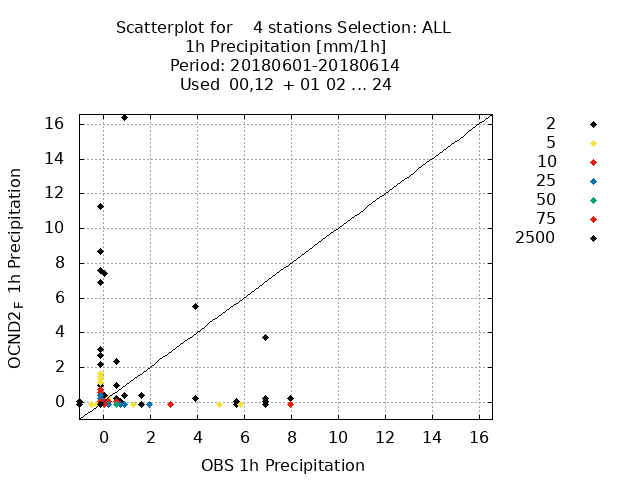 Scatterplot for 4 stations Selection: ALL
1h Precipitation [mm/1h]
Period: 20180601-20180614
Used 00,12 + 01 02 ... 24
16
14
12
10
8
6
4
2
0
OCND2_F 1h Precipitation
0 2 4 6 8 10 12 14 16
OBS 1h Precipitation
2
5
10
25
50
75
2500